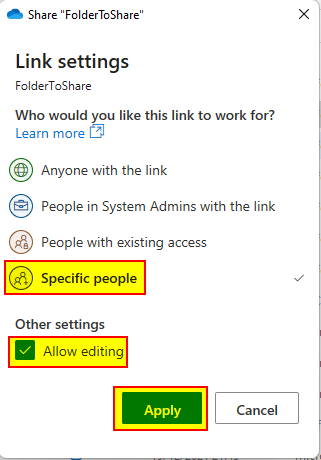 Share "FolderToShare"
Link settings
FolderToShare
Who would you like this link to work for?
Learn more
Anyone with the link
People in System Admins with the link
People with existing access
Specific people
Other settings
Allow editing
Apply
Cancel